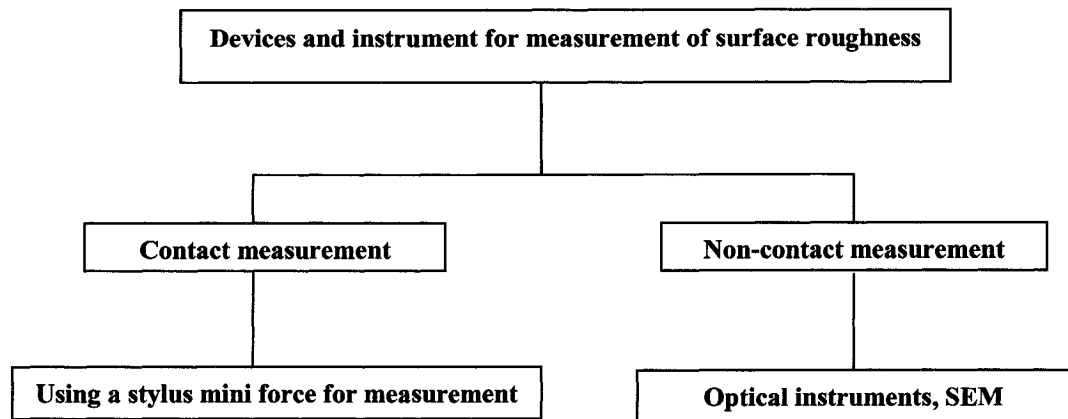 Devices and instrument for measurement of surface roughness
Contact measurement
Non-contact measurement
Using a stylus mini force for measurement
Optical instruments, SEM